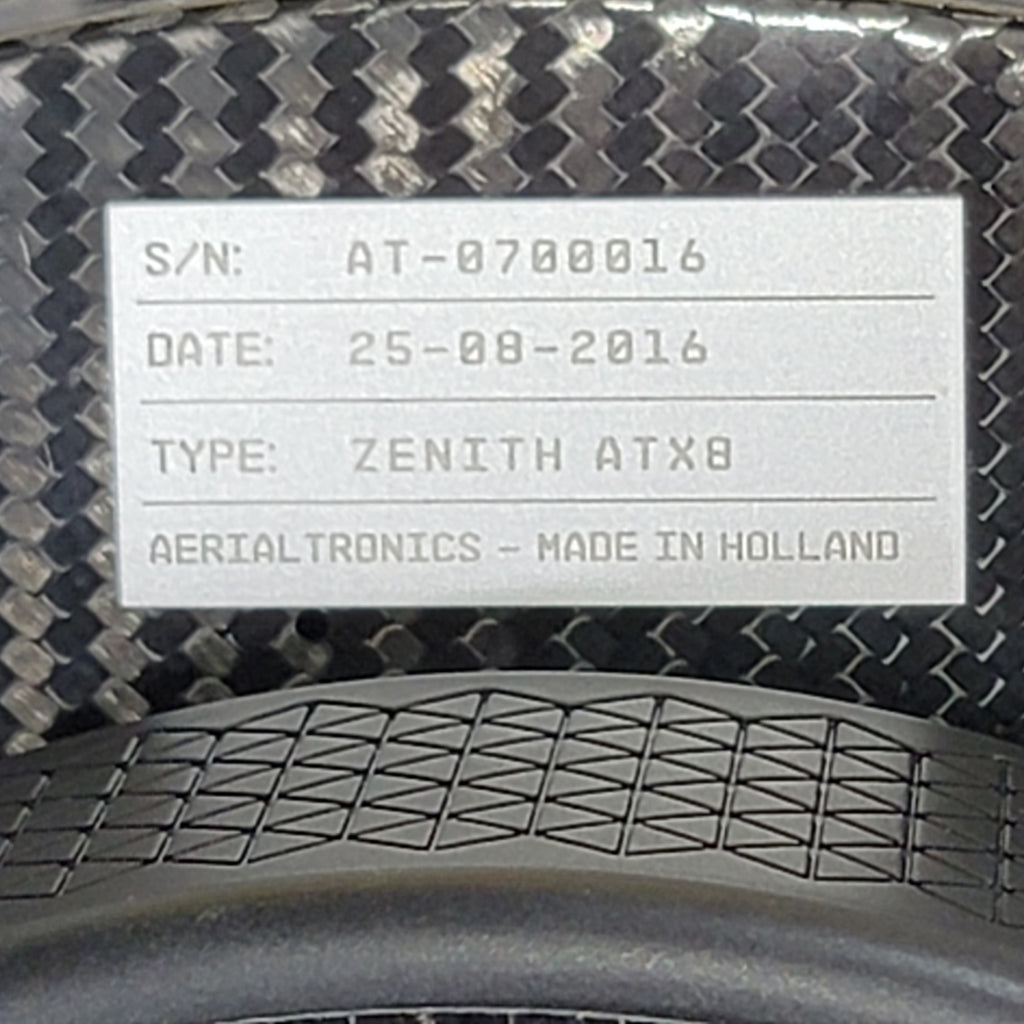 S/N: AT-0700016
DATE: 25-08-2016
TYPE: ZENITH ATX8
AERIALTRONICS - MADE IN HOLLAND